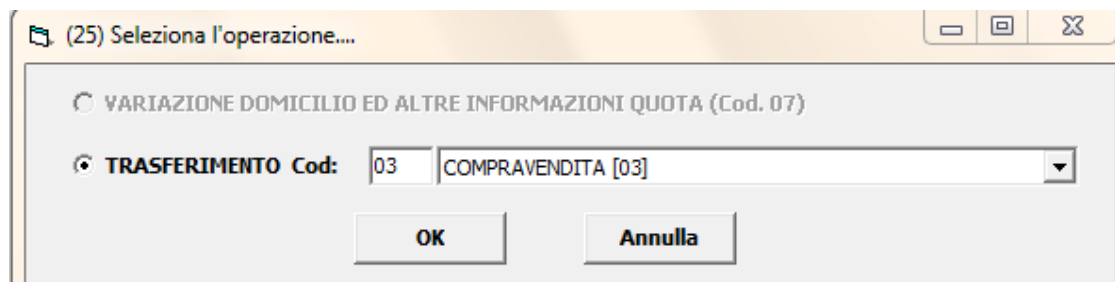 (25) Seleziona l'operazione....
VARIAZIONE DOMICILIO ED ALTRE INFORMAZIONI QUOTA (Cod. 07)
TRASFERIMENTO Cod: 03 COMPRAVENDITA [03]
OK Annulla